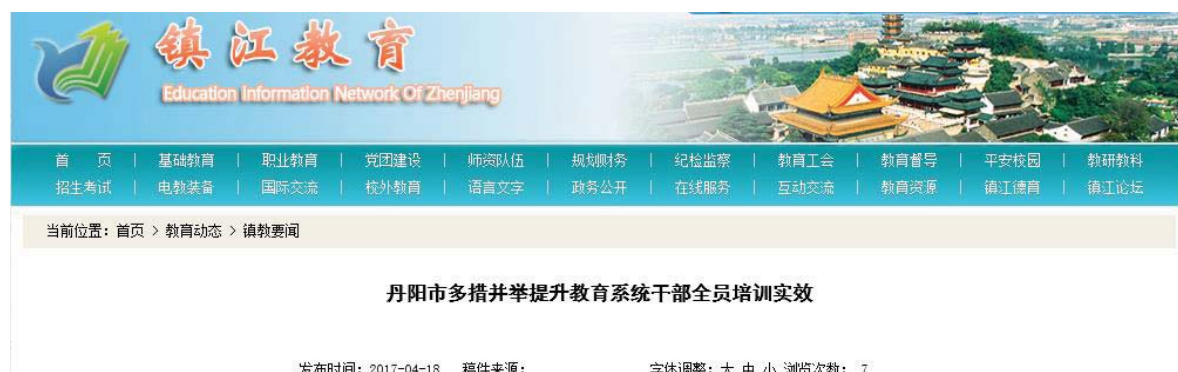 镇江教育
Education Information Network Of Zhenjiang
首 页 | 基础教育 | 职业教育 | 党团建设 | 师资队伍 | 规划财务 | 纪检监察 | 教育工会 | 教育督导 | 平安校园 | 教研教科
招生考试 | 电教装备 | 国际交流 | 校外教育 | 语言文字 | 政务公开 | 在线服务 | 互动交流 | 教育资源 | 镇江德育 | 镇江论坛
当前位置：首页 > 教育动态 > 镇教要闻
丹阳市多措并举提升教育系统干部全员培训实效
发布时间：2017-04-18 稿件来源： 字体调整：大 中 小 浏览次数： 7